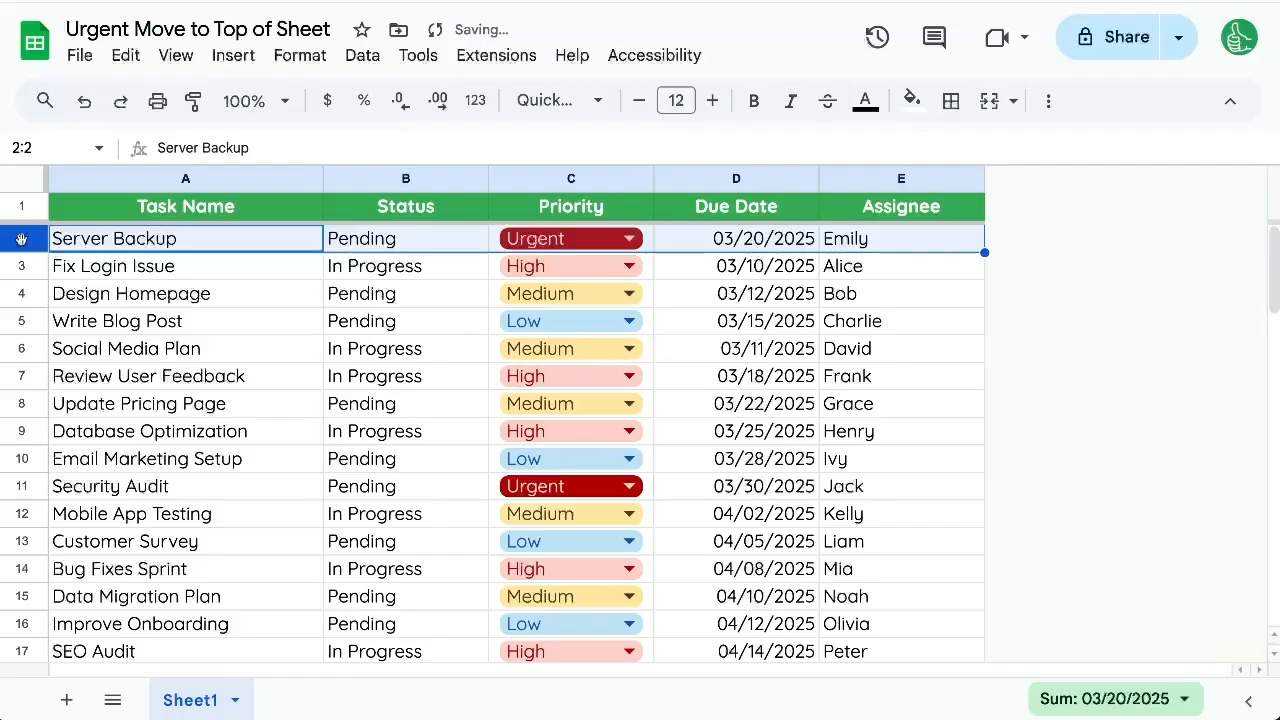 Urgent Move to Top of Sheet Saving...
Share
File Edit View Insert Format Data Tools Extensions Help Accessibility
100% $ % .0 .00 123 Quick... 12 B I A
2:2 fx Server Backup
A B C D E
1 Task Name Status Priority Due Date Assignee
Server Backup Pending Urgent 03/20/2025 Emily
3 Fix Login Issue In Progress High 03/10/2025 Alice
4 Design Homepage Pending Medium 03/12/2025 Bob
5 Write Blog Post Pending Low 03/15/2025 Charlie
6 Social Media Plan In Progress Medium 03/11/2025 David
7 Review User Feedback In Progress High 03/18/2025 Frank
8 Update Pricing Page Pending Medium 03/22/2025 Grace
9 Database Optimization In Progress High 03/25/2025 Henry
10 Email Marketing Setup Pending Low 03/28/2025 Ivy
11 Security Audit Pending Urgent 03/30/2025 Jack
12 Mobile App Testing In Progress Medium 04/02/2025 Kelly
13 Customer Survey Pending Low 04/05/2025 Liam
14 Bug Fixes Sprint In Progress High 04/08/2025 Mia
15 Data Migration Plan Pending Medium 04/10/2025 Noah
16 Improve Onboarding Pending Low 04/12/2025 Olivia
17 SEO Audit In Progress High 04/14/2025 Peter
Sheet1 Sum: 03/20/2025